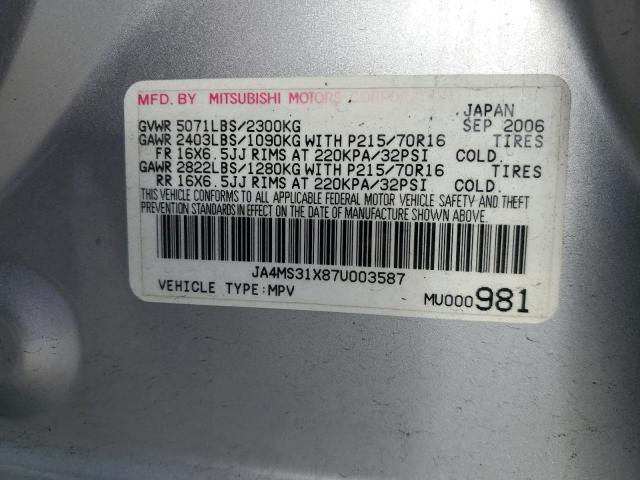 MFD. BY MITSUBISHI MOTORS CORPORATION JAPAN
GVWR 5071LBS/2300KG SEP 2006
GAWR 2403LBS/1090KG WITH P215/70R16 TIRES
FR 16X6.5JJ RIMS AT 220KPA/32PSI COLD.
GAWR 2822LBS/1280KG WITH P215/70R16 TIRES
RR 16X6.5JJ RIMS AT 220KPA/32PSI COLD.
THIS VEHICLE CONFORMS TO ALL APPLICABLE FEDERAL MOTOR VEHICLE SAFETY AND THEFT
PREVENTION STANDARDS IN EFFECT ON THE DATE OF MANUFACTURE SHOWN ABOVE.
JA4MS31X87U003587
VEHICLE TYPE:MPV MU000981